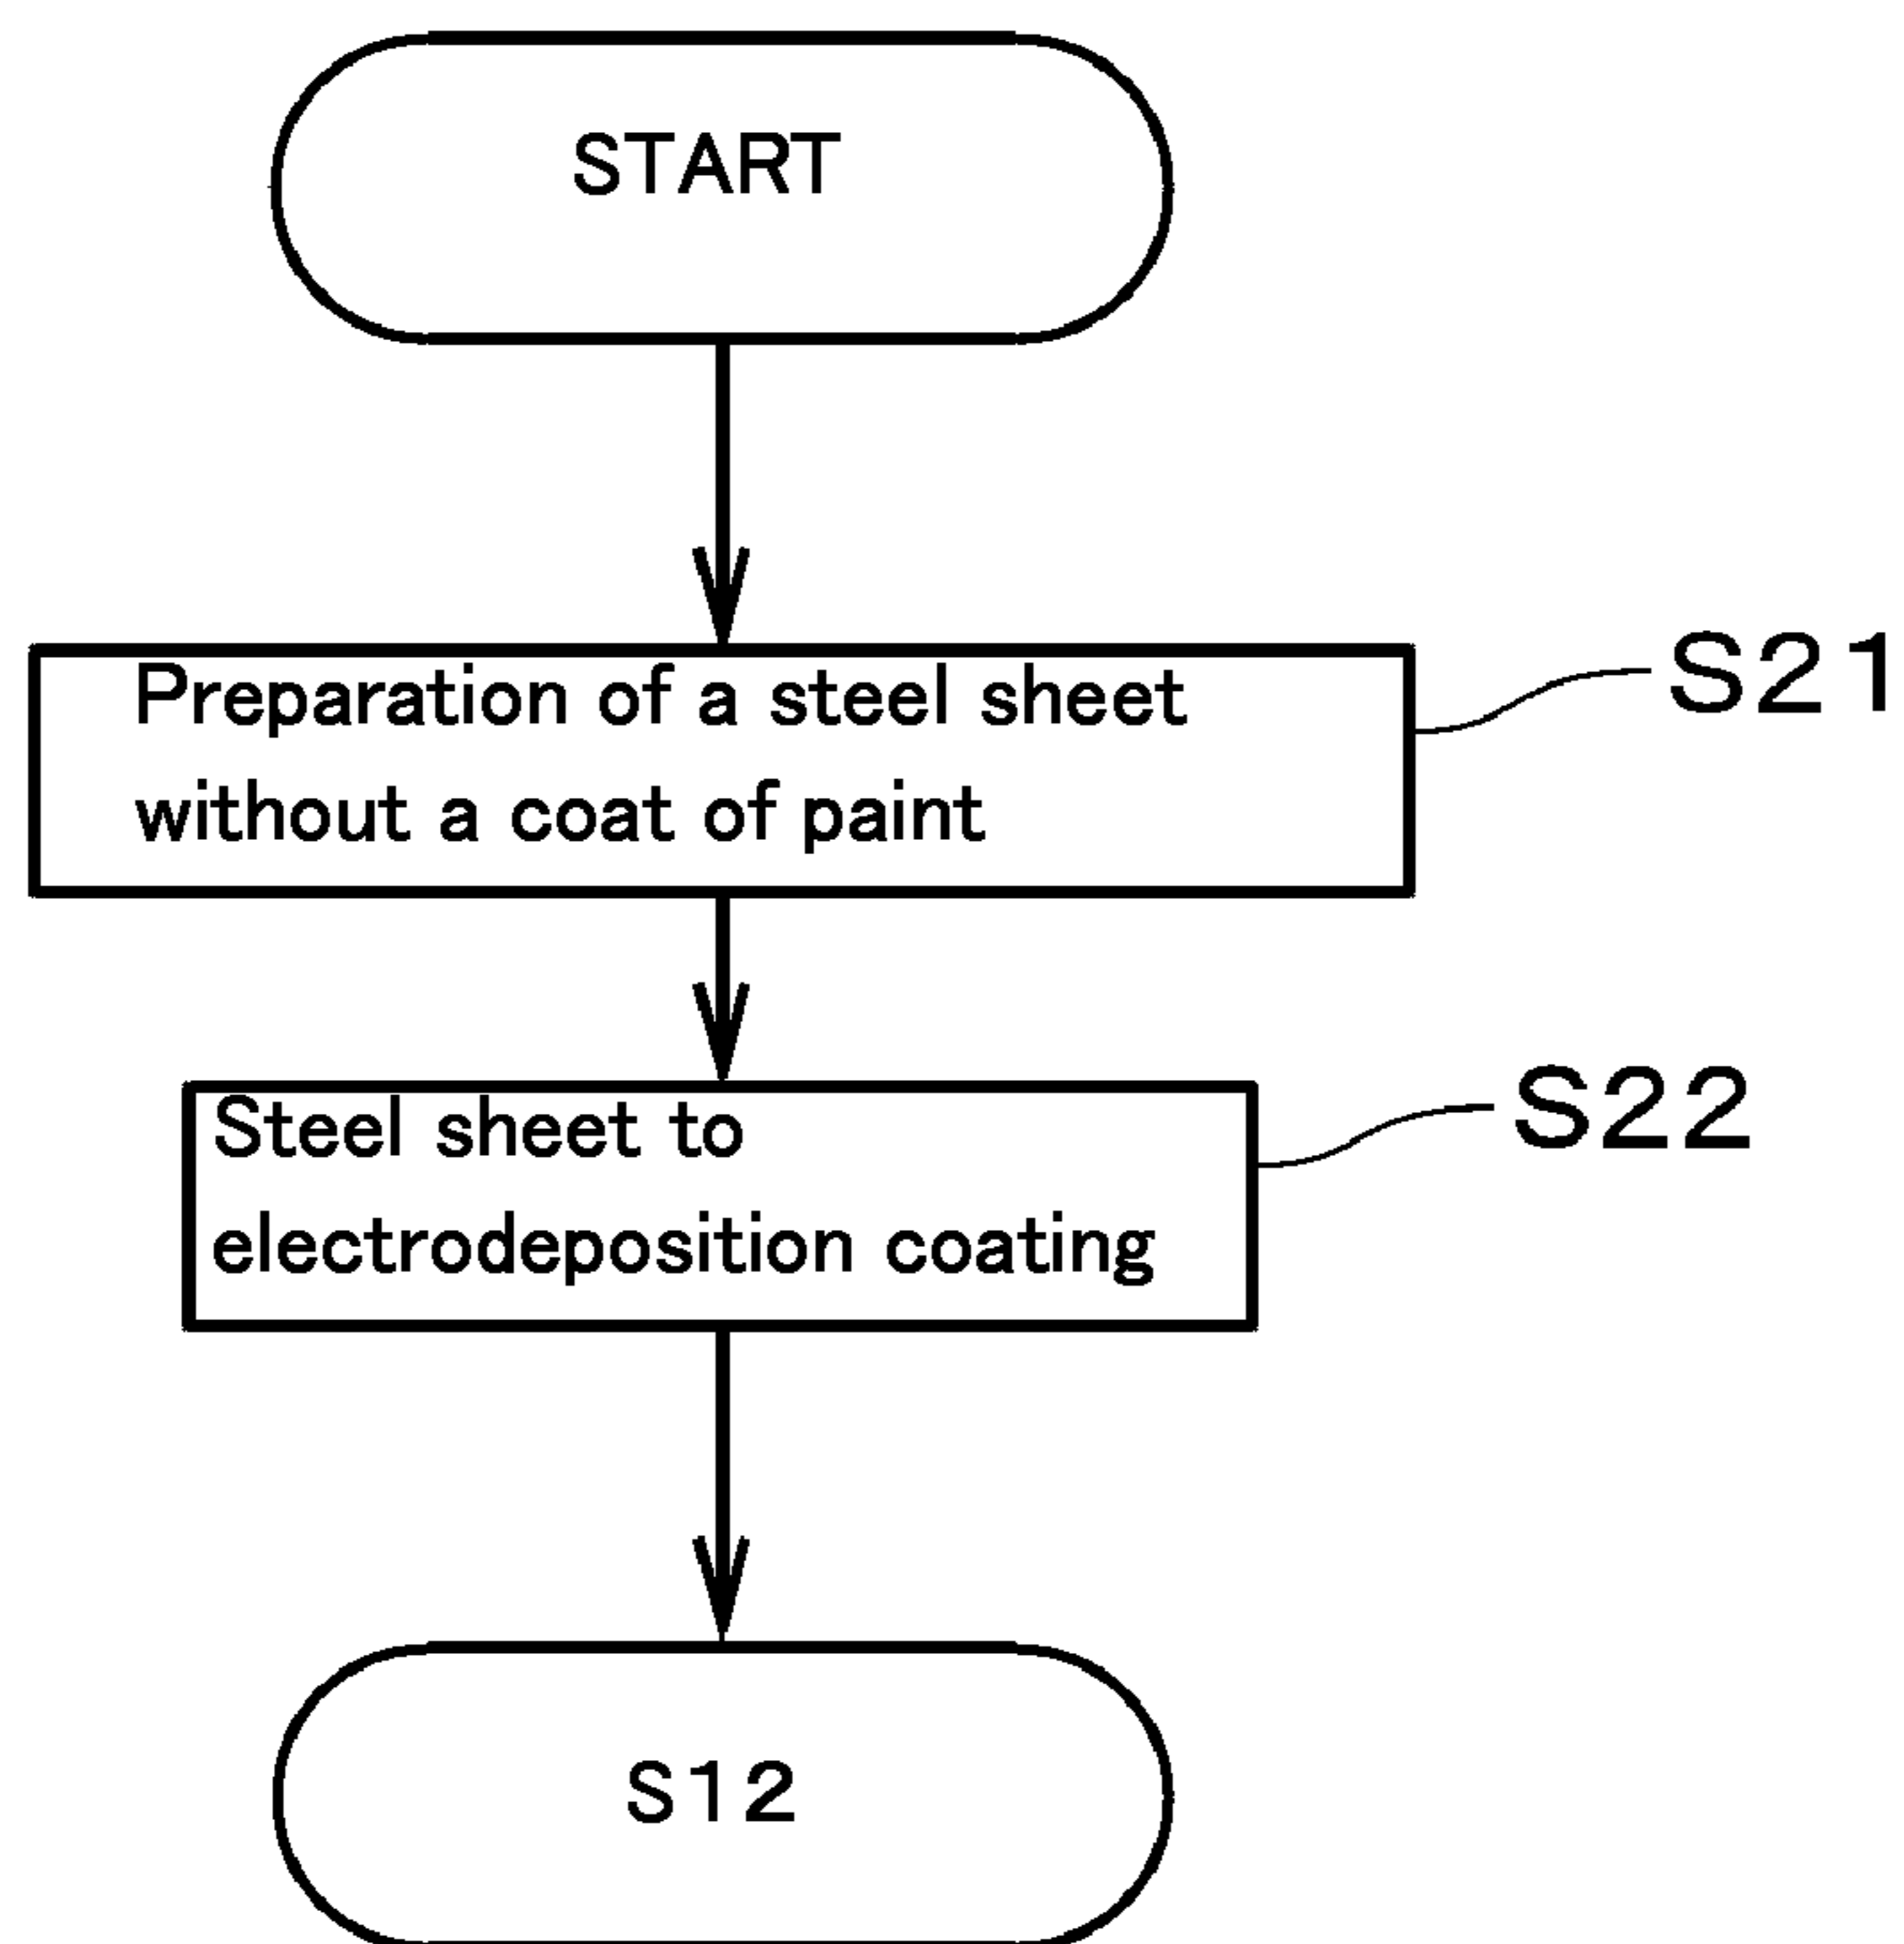 START
Preparation of a steel sheet
without a coat of paint
S21
Steel sheet to
electrodeposition coating
S22
S12